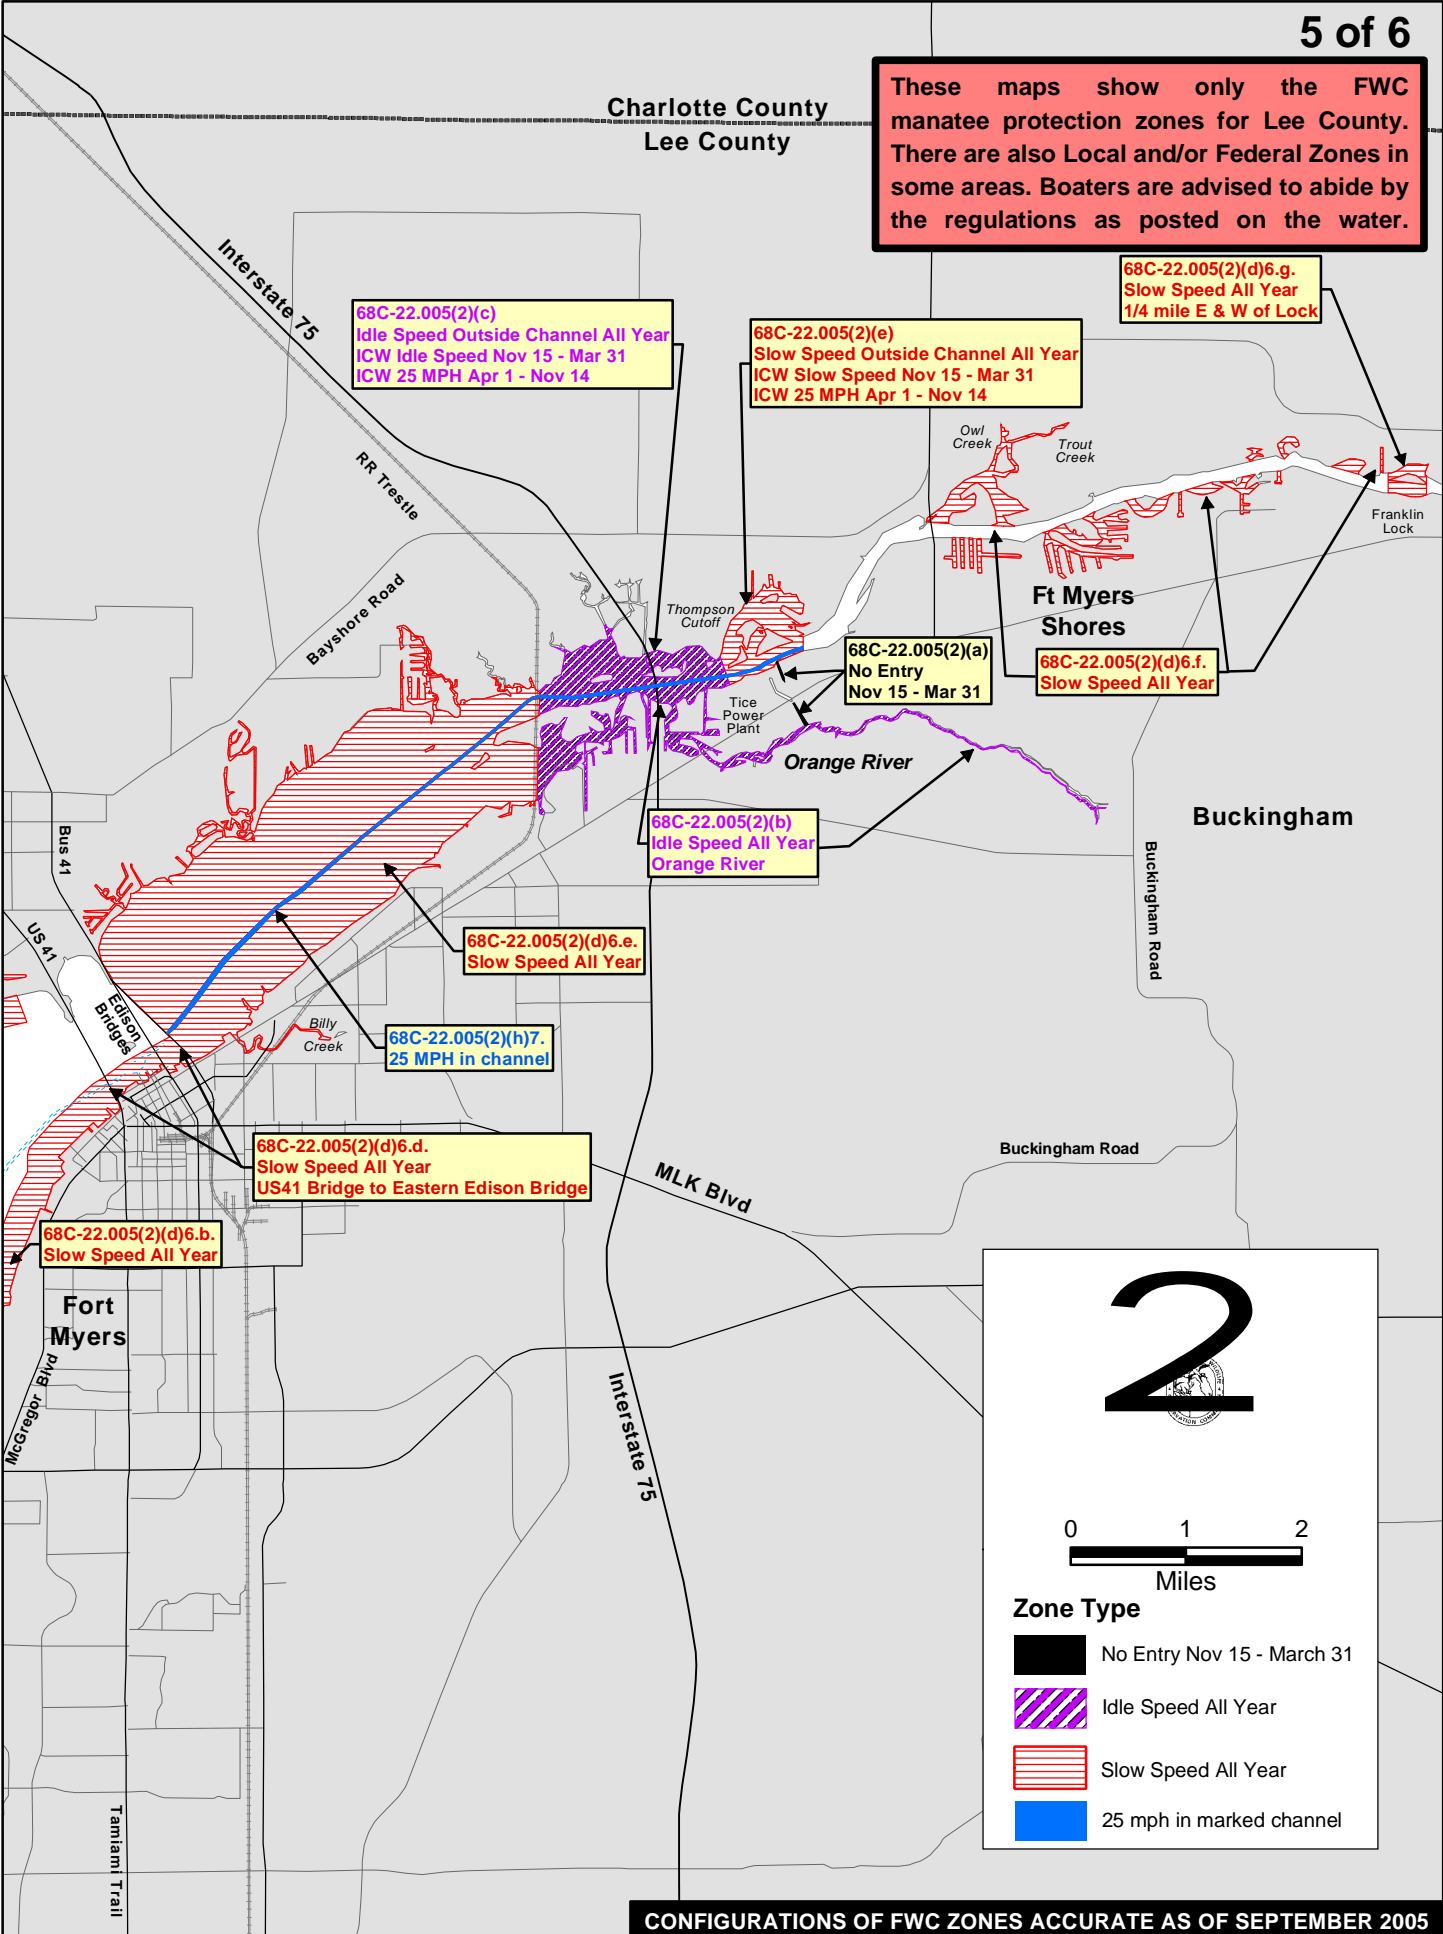 5 of 6
These maps show only the FWC
manatee protection zones for Lee County.
There are also Local and/or Federal Zones in
some areas. Boaters are advised to abide by
the regulations as posted on the water.
Charlotte County
Lee County
Interstate 75
68C-22.005(2)(d)6.g.
Slow Speed All Year
1/4 mile E & W of Lock
68C-22.005(2)(c)
Idle Speed Outside Channel All Year
ICW Idle Speed Nov 15 - Mar 31
ICW 25 MPH Apr 1 - Nov 14
68C-22.005(2)(e)
Slow Speed Outside Channel All Year
ICW Slow Speed Nov 15 - Mar 31
ICW 25 MPH Apr 1 - Nov 14
Owl
Creek
Trout
Creek
RR Trestle
Franklin
Lock
Bayshore Road
Thompson
Cutoff
Ft Myers
Shores
68C-22.005(2)(a)
No Entry
Nov 15 - Mar 31
68C-22.005(2)(d)6.f.
Slow Speed All Year
Tice
Power
Plant
Orange River
Buckingham
68C-22.005(2)(b)
Idle Speed All Year
Orange River
Bus 41
Buckingham Road
US 41
68C-22.005(2)(d)6.e.
Slow Speed All Year
Edison
Bridges
Billy
Creek
68C-22.005(2)(h)7.
25 MPH in channel
68C-22.005(2)(d)6.d.
Slow Speed All Year
US41 Bridge to Eastern Edison Bridge
Buckingham Road
MLK Blvd
68C-22.005(2)(d)6.b.
Slow Speed All Year
Fort
Myers
McGregor Blvd
Interstate 75
2
0 1 2
Miles
Zone Type
No Entry Nov 15 - March 31
Idle Speed All Year
Slow Speed All Year
25 mph in marked channel
Tamiami Trail
CONFIGURATIONS OF FWC ZONES ACCURATE AS OF SEPTEMBER 2005